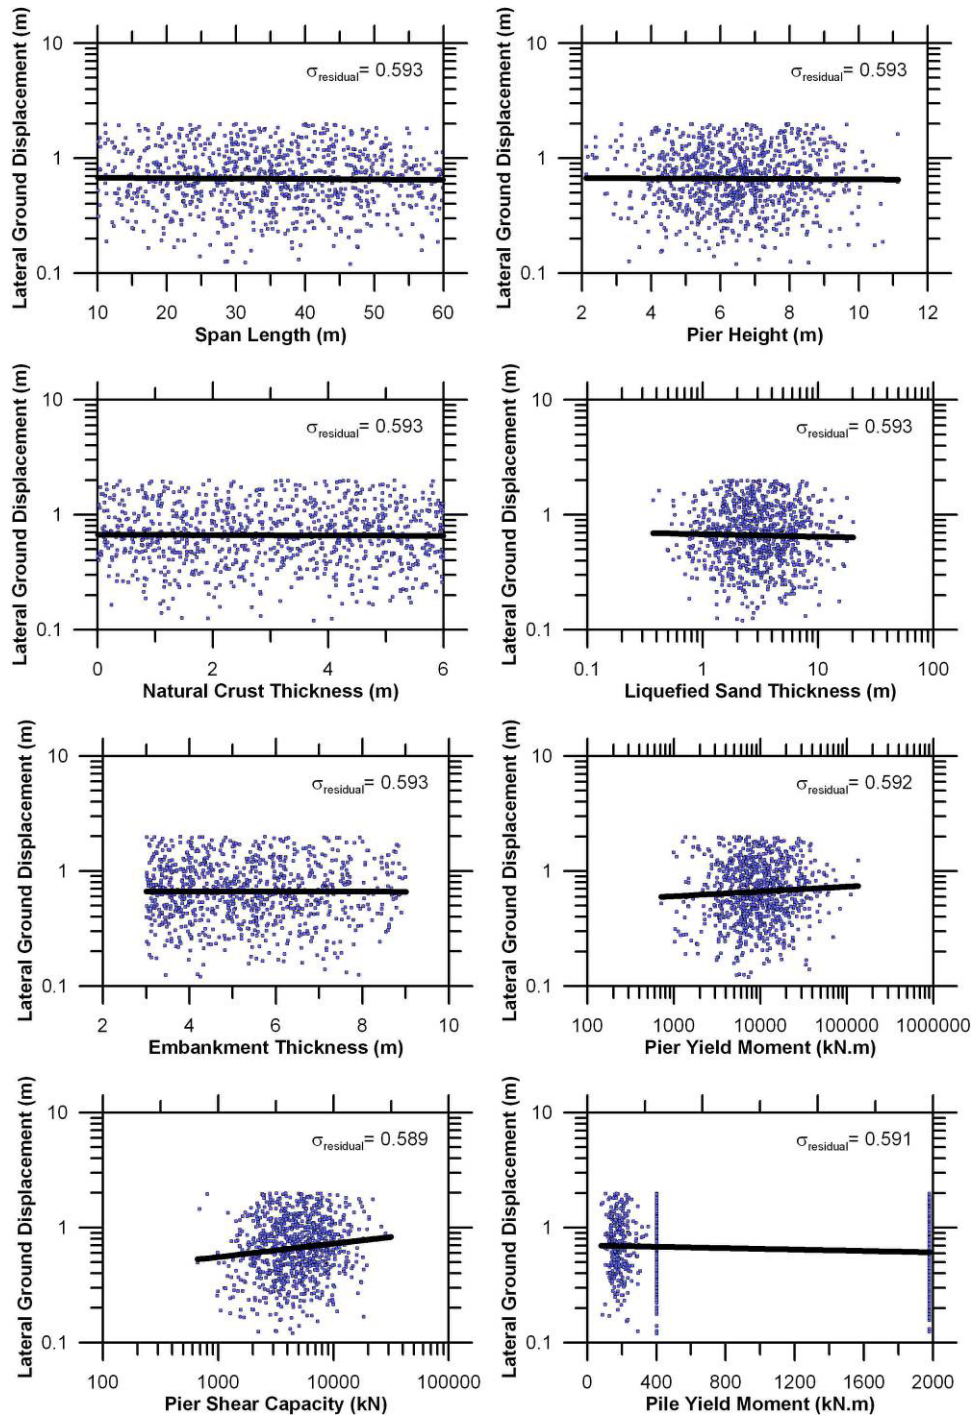 10
1
0.1
Lateral Ground Displacement (m)
σresidual= 0.593
10 20 30 40 50 60
Span Length (m)
10
1
0.1
Lateral Ground Displacement (m)
σresidual= 0.593
2 4 6 8 10 12
Pier Height (m)
10
1
0.1
Lateral Ground Displacement (m)
σresidual= 0.593
0 2 4 6
Natural Crust Thickness (m)
10
1
0.1
Lateral Ground Displacement (m)
σresidual= 0.593
0.1 1 10 100
Liquefied Sand Thickness (m)
10
1
0.1
Lateral Ground Displacement (m)
σresidual= 0.593
2 4 6 8 10
Embankment Thickness (m)
10
1
0.1
Lateral Ground Displacement (m)
σresidual= 0.592
100 1000 10000 100000 1000000
Pier Yield Moment (kN.m)
10
1
0.1
Lateral Ground Displacement (m)
σresidual= 0.589
100 1000 10000 100000
Pier Shear Capacity (kN)
10
1
0.1
Lateral Ground Displacement (m)
σresidual= 0.591
0 400 800 1200 1600 2000
Pile Yield Moment (kN.m)